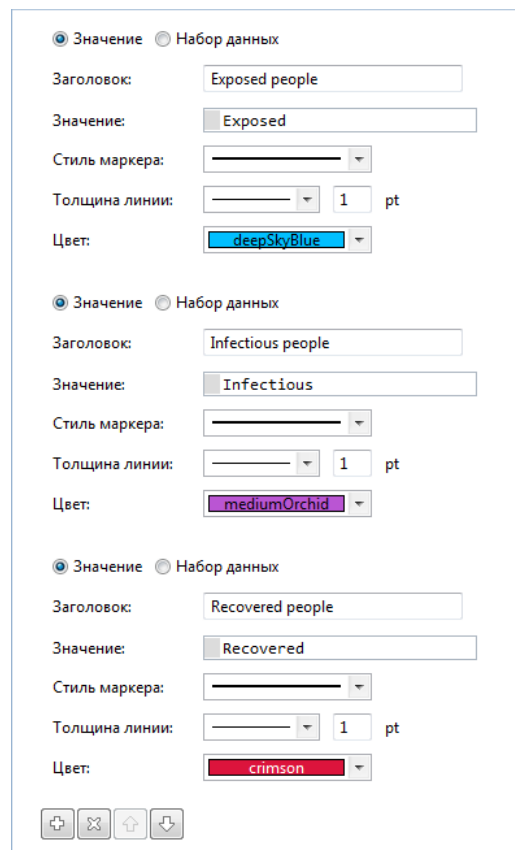 Значение Набор данных
Заголовок: Exposed people
Значение: Exposed
Стиль маркера:
Толщина линии: 1 pt
Цвет: deepSkyBlue
Значение Набор данных
Заголовок: Infectious people
Значение: Infectious
Стиль маркера:
Толщина линии: 1 pt
Цвет: mediumOrchid
Значение Набор данных
Заголовок: Recovered people
Значение: Recovered
Стиль маркера:
Толщина линии: 1 pt
Цвет: crimson